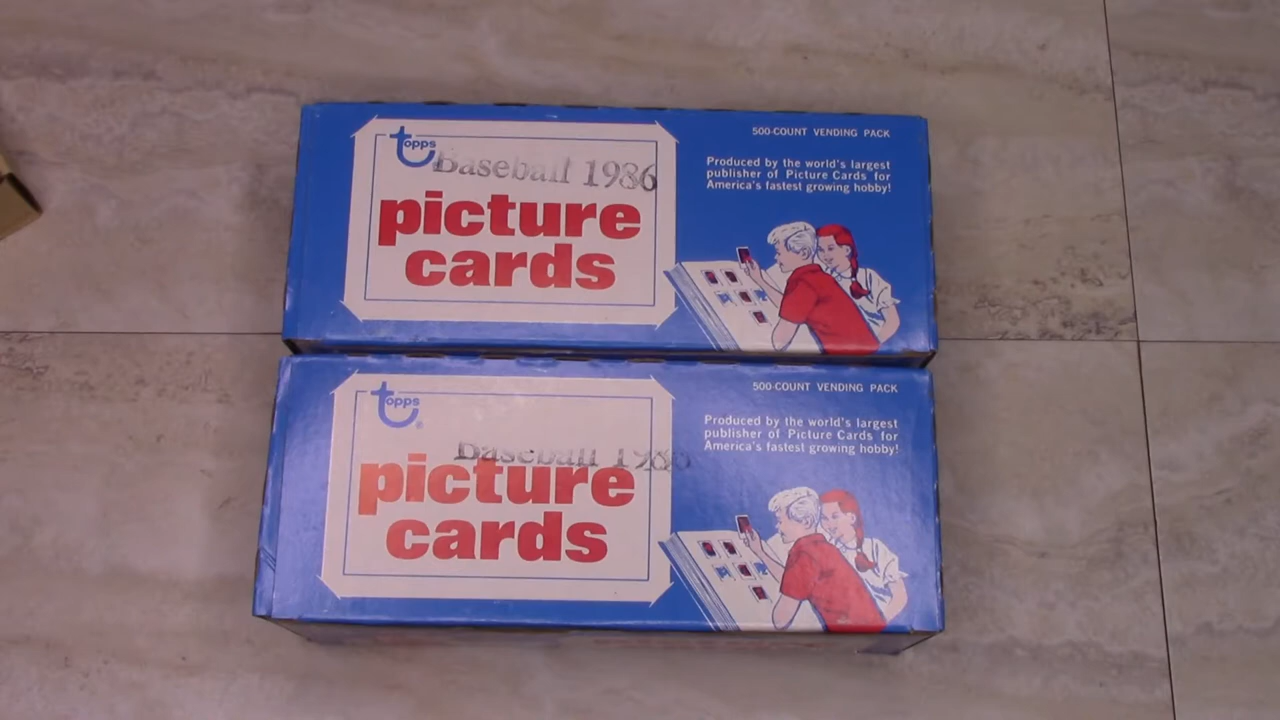 topps
Baseball 1986
picture
cards
500-COUNT VENDING PACK
Produced by the world's largest
publisher of Picture Cards for
America's fastest growing hobby!
topps®
Baseball 1986
picture
cards
500-COUNT VENDING PACK
Produced by the world's largest
publisher of Picture Cards for
America's fastest growing hobby!